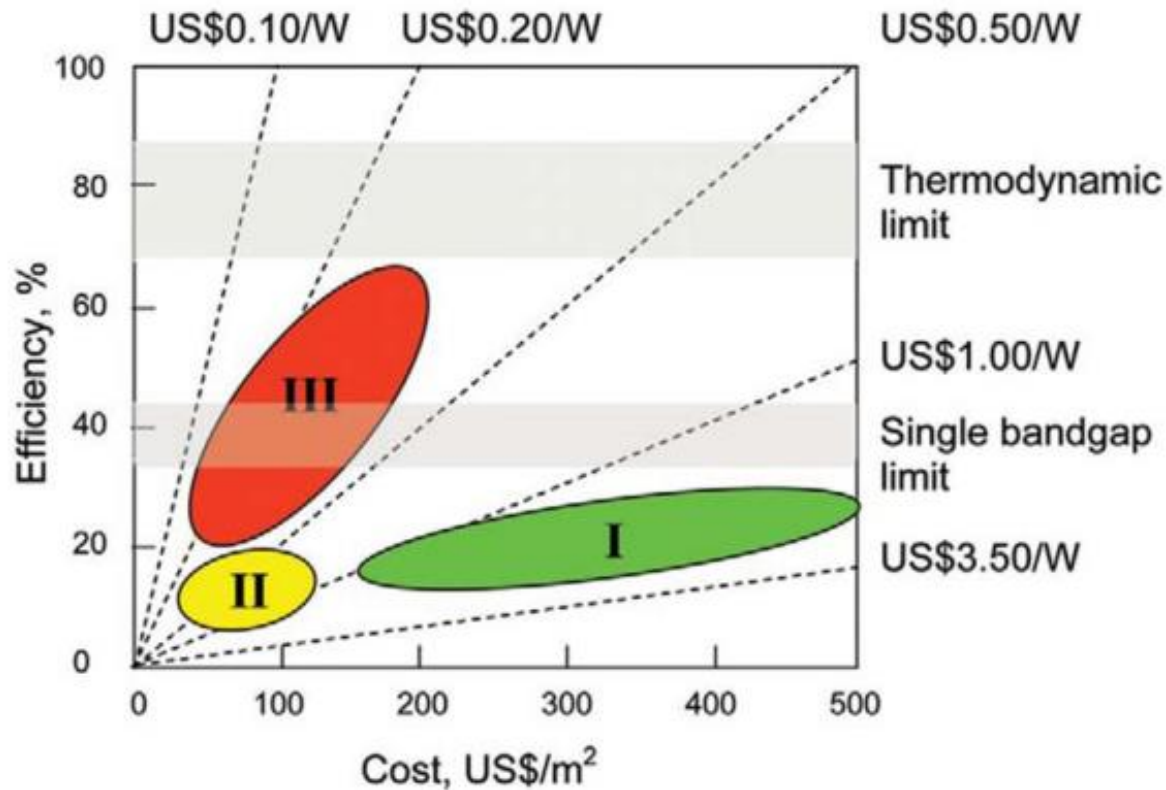 US$0.10/W US$0.20/W US$0.50/W
100
80
60
40
20
0
Efficiency, %
Thermodynamic
limit
US$1.00/W
Single bandgap
limit
US$3.50/W
III
II
I
0 100 200 300 400 500
Cost, US$/m²